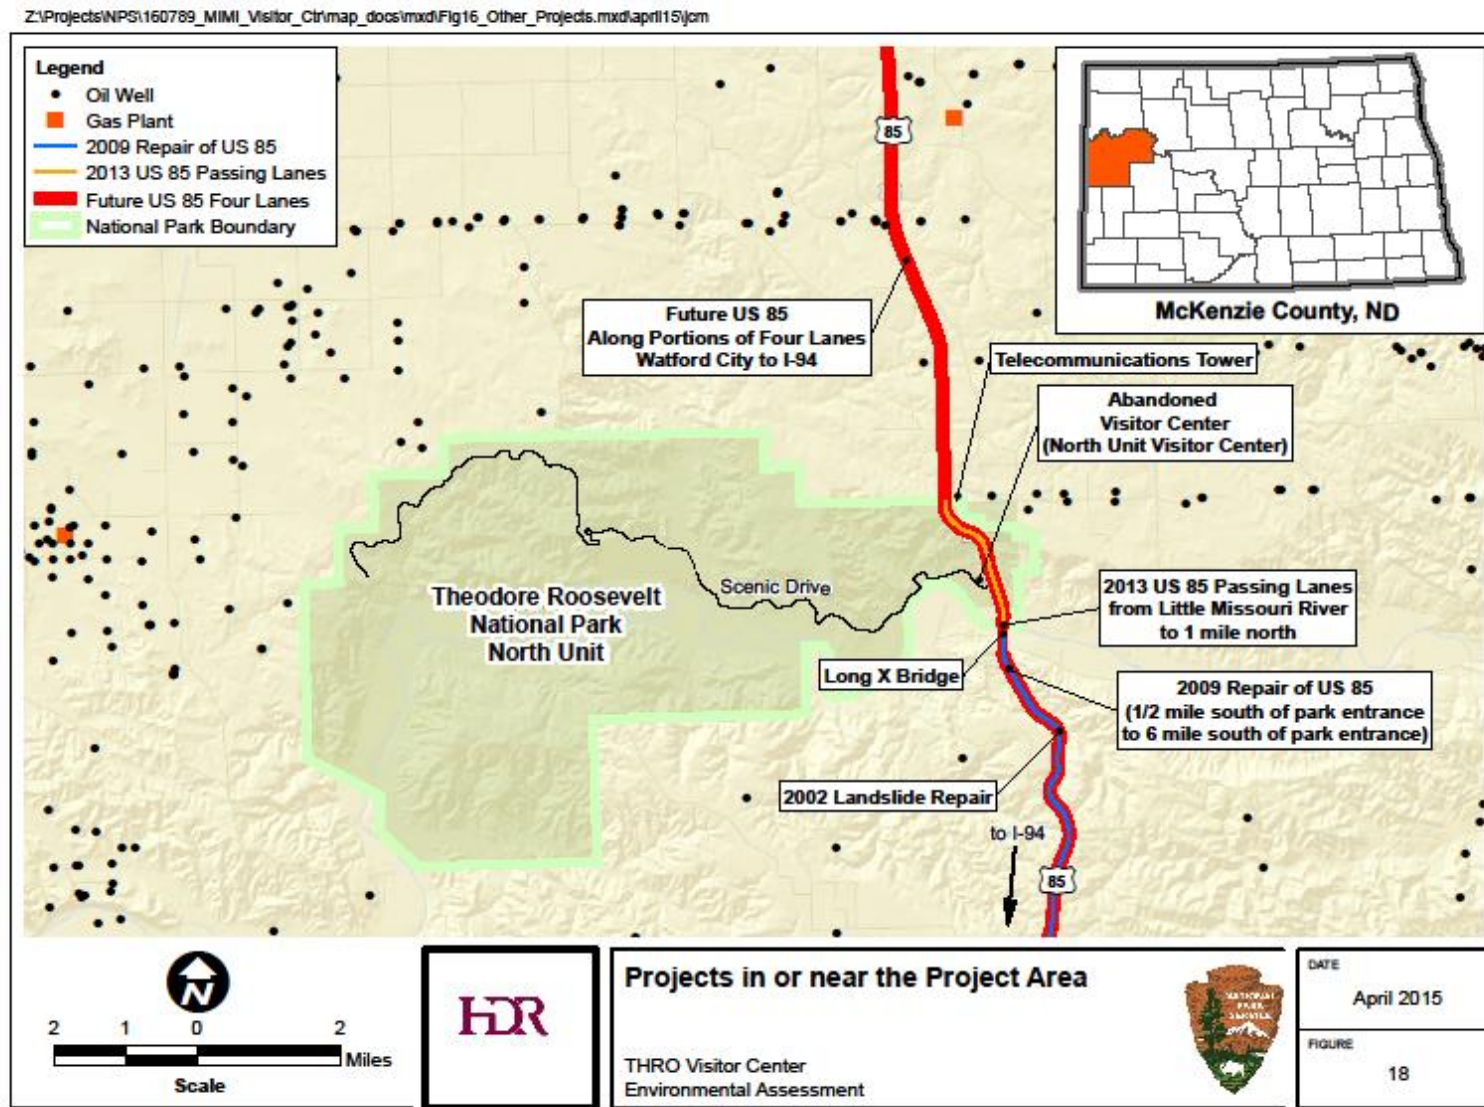 Z:\Projects\NPS\160789_MIMI_Visitor_Ctr\map_docs\mxd\Fig16_Other_Projects.mxd\april15\jcm
Legend
Oil Well
Gas Plant
2009 Repair of US 85
2013 US 85 Passing Lanes
Future US 85 Four Lanes
National Park Boundary
85
McKenzie County, ND
Future US 85
Along Portions of Four Lanes
Watford City to I-94
Telecommunications Tower
Abandoned
Visitor Center
(North Unit Visitor Center)
Scenic Drive
Theodore Roosevelt
National Park
North Unit
2013 US 85 Passing Lanes
from Little Missouri River
to 1 mile north
Long X Bridge
2009 Repair of US 85
(1/2 mile south of park entrance
to 6 mile south of park entrance)
2002 Landslide Repair
to I-94
85
N
2 1 0 2
Miles
Scale
HDR
Projects in or near the Project Area
THRO Visitor Center
Environmental Assessment
NATIONAL
PARK
SERVICE
DATE
April 2015
FIGURE
18